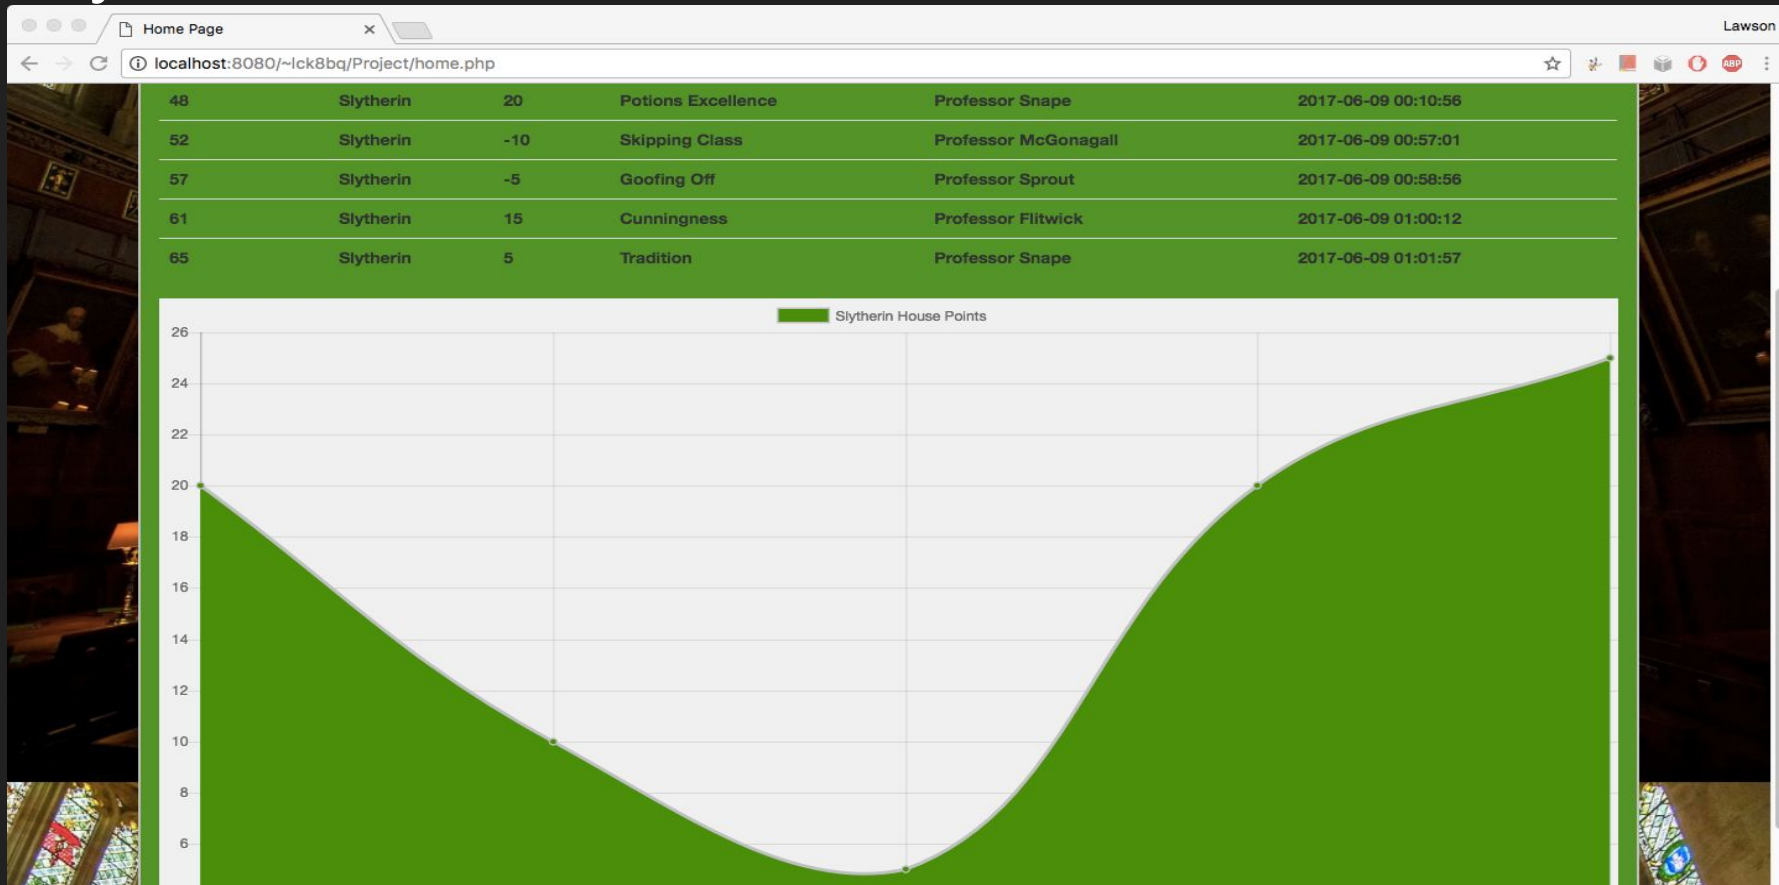 Home Page
Lawson
localhost:8080/~lck8bq/Project/home.php
ABP
48 Slytherin 20 Potions Excellence Professor Snape 2017-06-09 00:10:56
52 Slytherin -10 Skipping Class Professor McGonagall 2017-06-09 00:57:01
57 Slytherin -5 Goofing Off Professor Sprout 2017-06-09 00:58:56
61 Slytherin 15 Cunningness Professor Flitwick 2017-06-09 01:00:12
65 Slytherin 5 Tradition Professor Snape 2017-06-09 01:01:57
Slytherin House Points
26
24
22
20
18
16
14
12
10
8
6